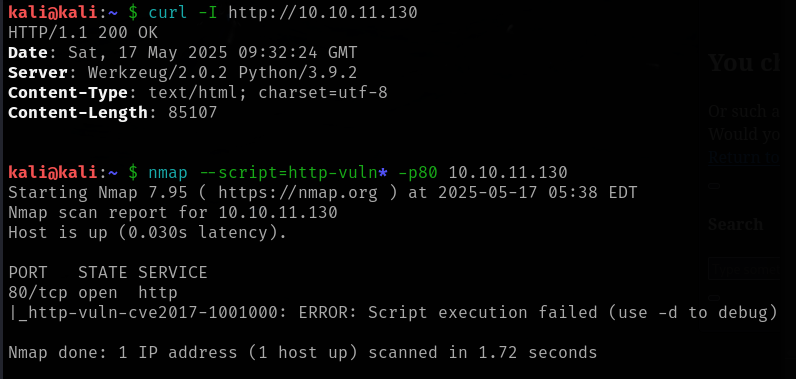 kali@kali:~ $ curl -I http://10.10.11.130
HTTP/1.1 200 OK
Date: Sat, 17 May 2025 09:32:24 GMT
Server: Werkzeug/2.0.2 Python/3.9.2
Content-Type: text/html; charset=utf-8
Content-Length: 85107
kali@kali:~ $ nmap --script=http-vuln* -p80 10.10.11.130
Starting Nmap 7.95 ( https://nmap.org ) at 2025-05-17 05:38 EDT
Nmap scan report for 10.10.11.130
Host is up (0.030s latency).
PORT   STATE SERVICE
80/tcp open  http
|_http-vuln-cve2017-1001000: ERROR: Script execution failed (use -d to debug)
Nmap done: 1 IP address (1 host up) scanned in 1.72 seconds
You cl
Or such a
Would yo
Return to
Search